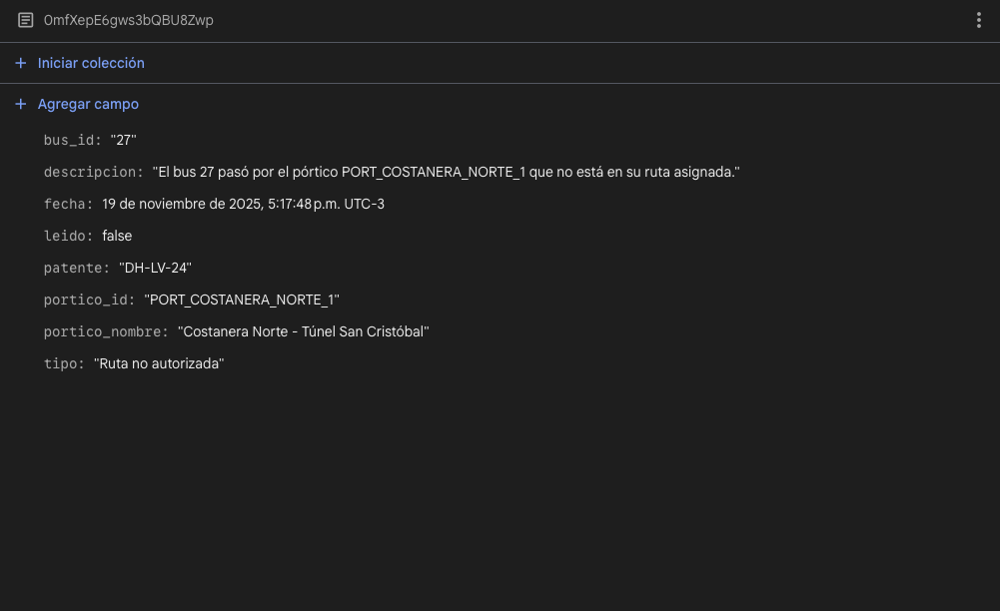 0mfXepE6gws3bQBU8Zwp
+ Iniciar colección
+ Agregar campo
bus_id: "27"
descripcion: "El bus 27 pasó por el pórtico PORT_COSTANERA_NORTE_1 que no está en su ruta asignada."
fecha: 19 de noviembre de 2025, 5:17:48 p.m. UTC-3
leido: false
patente: "DH-LV-24"
portico_id: "PORT_COSTANERA_NORTE_1"
portico_nombre: "Costanera Norte - Túnel San Cristóbal"
tipo: "Ruta no autorizada"